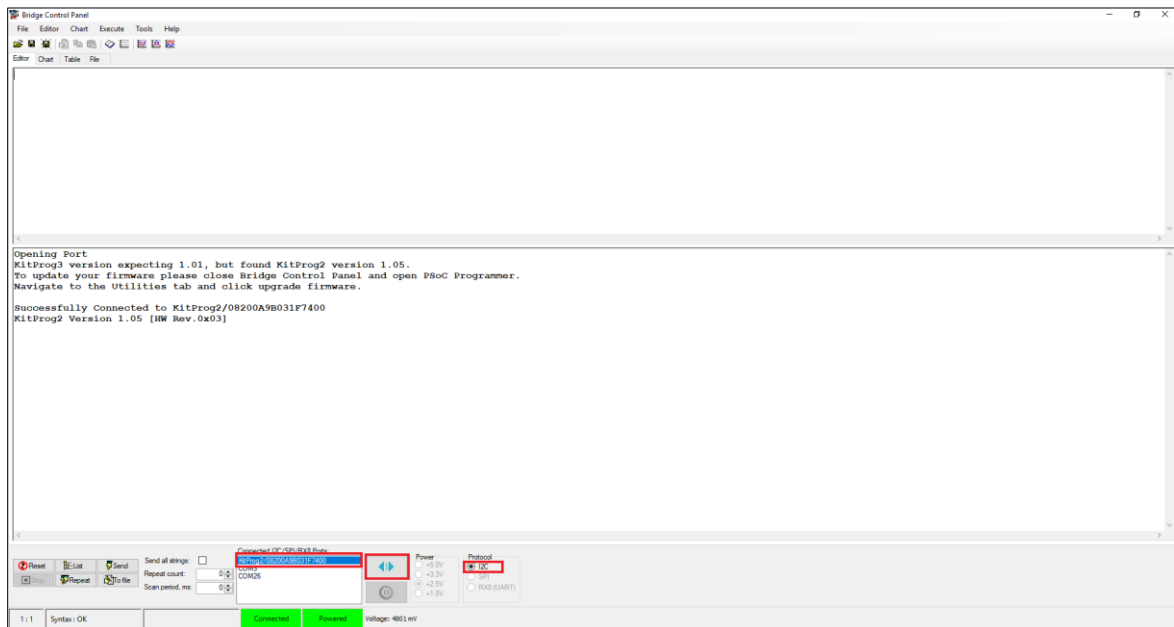 Bridge Control Panel
File Editor Chart Execute Tools Help
Editor Chart Table File
Opening Port
KitProg3 version expecting 1.01, but found KitProg2 version 1.05.
To update your firmware please close Bridge Control Panel and open PSoC Programmer.
Navigate to the Utilities tab and click upgrade firmware.
Successfully Connected to KitProg2/08200A9B031F7400
KitProg2 Version 1.05 [HW Rev.0x03]
Connected I2C/SPI/RX8 Ports:
KitProg2/08200A9B031F7400
COM3
COM26
Reset List Send
Stop Repeat To file
Send all strings:
Repeat count: 0
Scan period, ms: 0
Power
+5.0V
+3.3V
+2.5V
+1.8V
Protocol
I2C
SPI
RX8 (UART)
1:1 Syntax: OK Connected Powered Voltage: 4801 mV